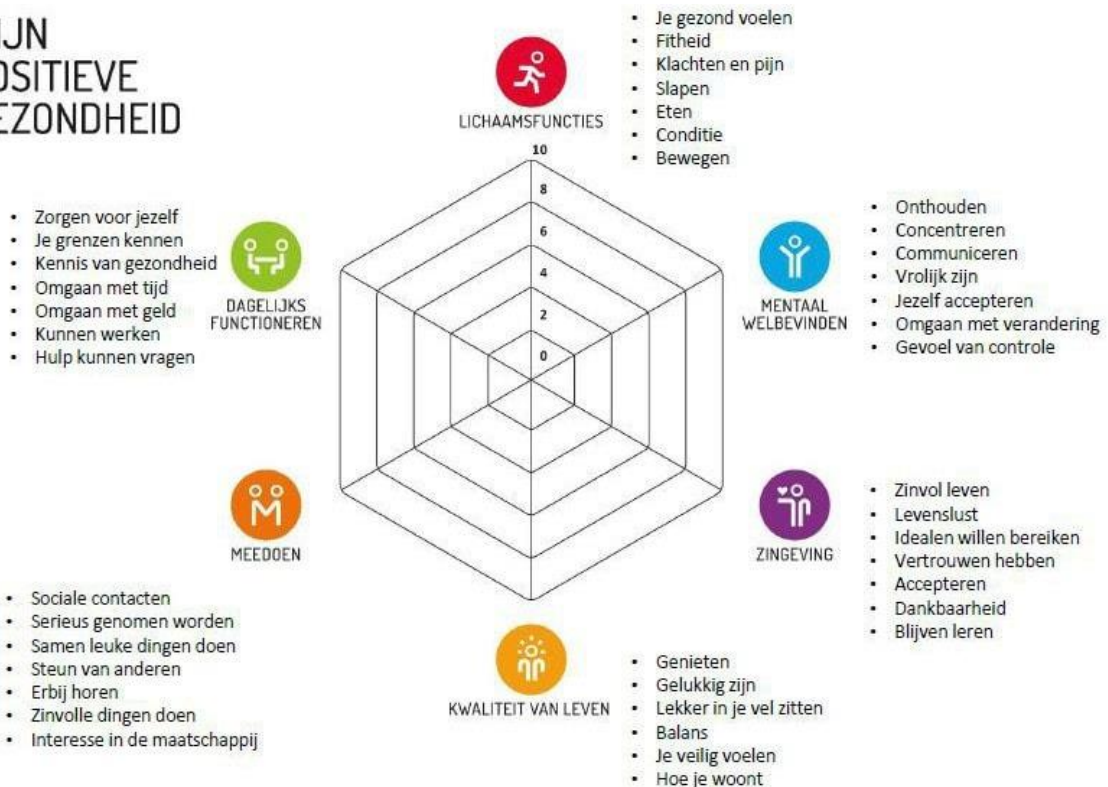 IJN
OSITIEVE
EZONDHEID
LICHAAMSFUNCTIES
• Je gezond voelen
• Fitheid
• Klachten en pijn
• Slapen
• Eten
• Conditie
• Bewegen
10
8
6
4
2
0
• Zorgen voor jezelf
• Je grenzen kennen
• Kennis van gezondheid
• Omgaan met tijd
• Omgaan met geld
• Kunnen werken
• Hulp kunnen vragen
DAGELIJKS
FUNCTIONEREN
MENTAAL
WELBEVINDEN
• Onthouden
• Concentreren
• Communiceren
• Vrolijk zijn
• Jezelf accepteren
• Omgaan met verandering
• Gevoel van controle
MEEDOEN
• Sociale contacten
• Serieus genomen worden
• Samen leuke dingen doen
• Steun van anderen
• Erbij horen
• Zinvolle dingen doen
• Interesse in de maatschappij
ZINGEVING
• Zinvol leven
• Levenslust
• Idealen willen bereiken
• Vertrouwen hebben
• Accepteren
• Dankbaarheid
• Blijven leren
KWALITEIT VAN LEVEN
• Genieten
• Gelukkig zijn
• Lekker in je vel zitten
• Balans
• Je veilig voelen
• Hoe je woont